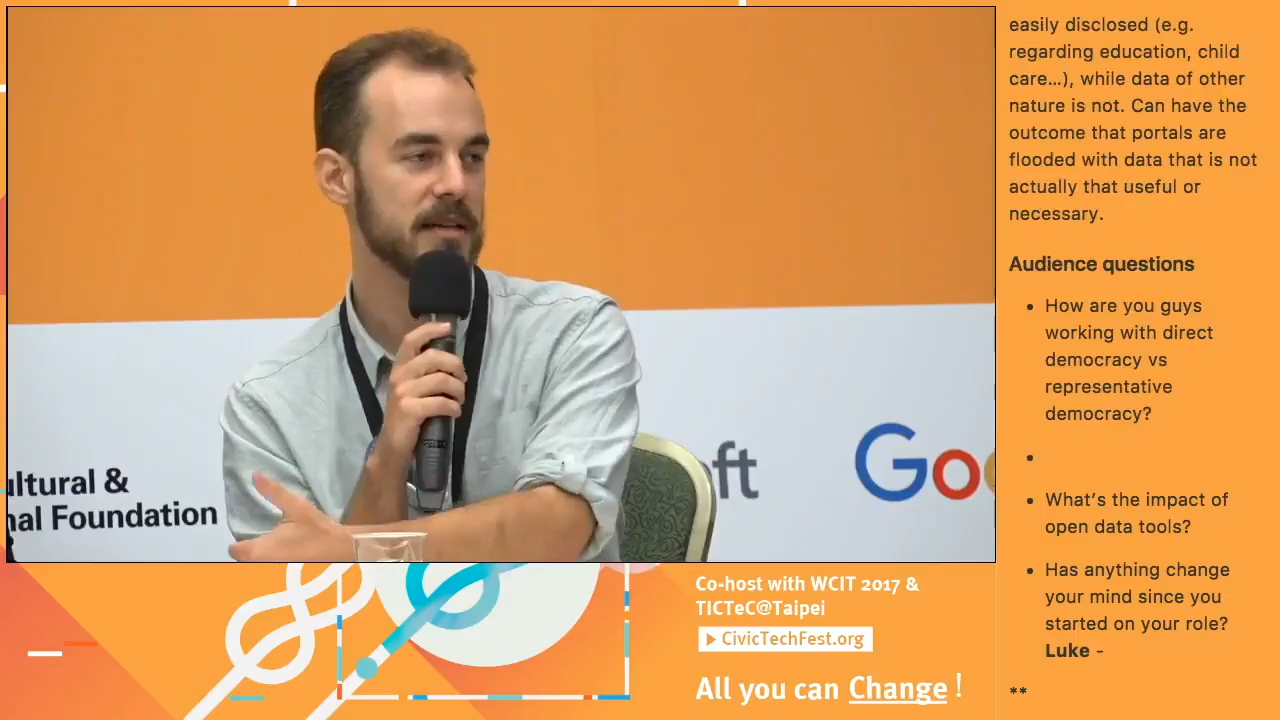 ultural &
nal Foundation
ft
Goo
easily disclosed (e.g.
regarding education, child
care…), while data of other
nature is not. Can have the
outcome that portals are
flooded with data that is not
actually that useful or
necessary.
Audience questions
• How are you guys
working with direct
democracy vs
representative
democracy?
•
• What's the impact of
open data tools?
• Has anything change
your mind since you
started on your role?
Luke -
**
Co-host with WCIT 2017 &
TICTeC@Taipei
CivicTechFest.org
All you can Change !